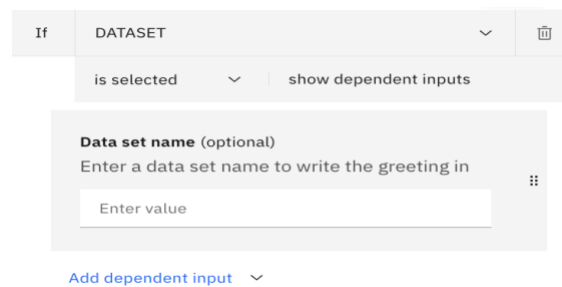 If DATASET
is selected show dependent inputs
Data set name (optional)
Enter a data set name to write the greeting in
Enter value
Add dependent input